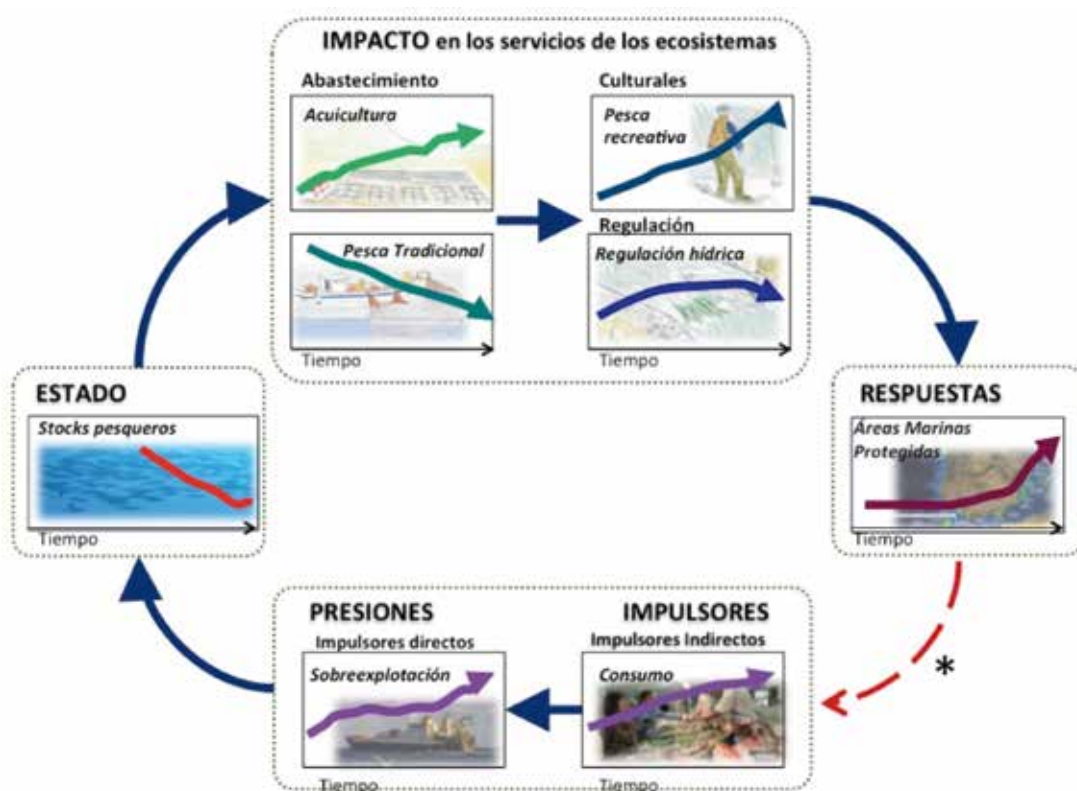 IMPACTO en los servicios de los ecosistemas
Abastecimiento
Acuicultura
Pesca Tradicional
Tiempo
Culturales
Pesca
recreativa
Regulación
Regulación hídrica
Tiempo
ESTADO
Stocks pesqueros
Tiempo
RESPUESTAS
Áreas Marinas
Protegidas
Tiempo
PRESIONES
Impulsores directos
Sobreexplotación
Tiempo
IMPULSORES
Impulsores Indirectos
Consumo
Tiempo
*